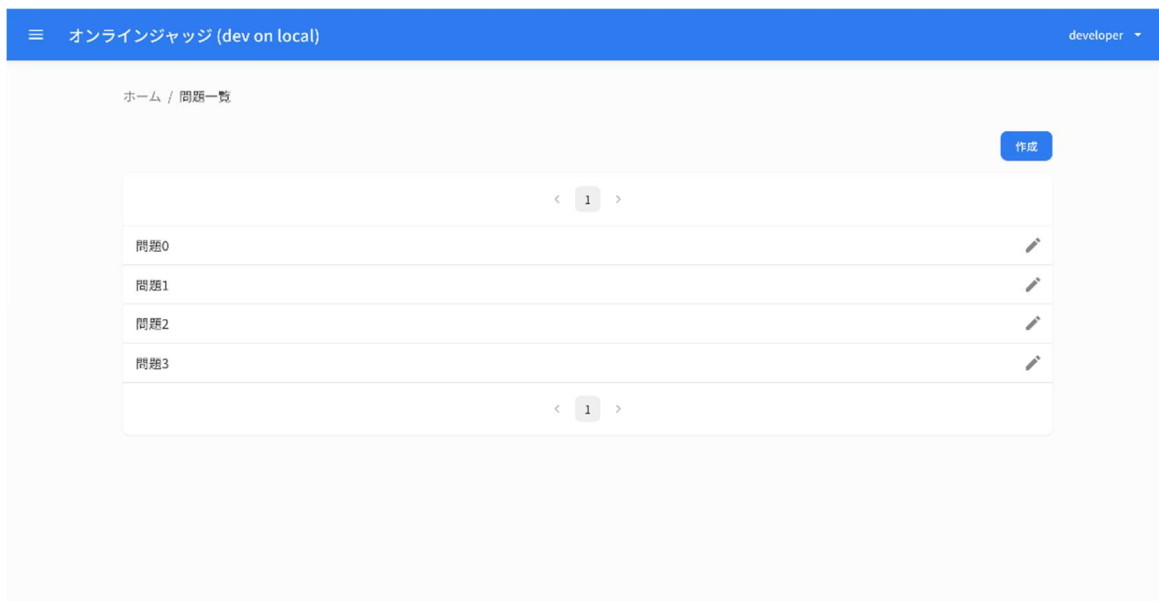 オンラインジャッジ (dev on local) developer
ホーム / 問題一覧
作成
1
問題0
問題1
問題2
問題3
1